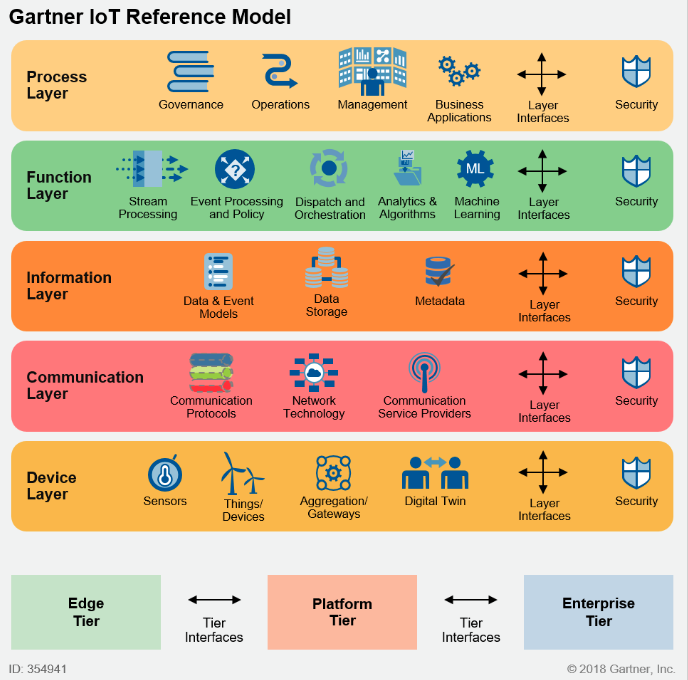 Gartner IoT Reference Model
Process
Layer
Governance
Operations
Management
Business
Applications
Layer
Interfaces
Security
Function
Layer
Stream
Processing
Event Processing
and Policy
Dispatch and
Orchestration
Analytics &
Algorithms
ML
Machine
Learning
Layer
Interfaces
Security
Information
Layer
Data & Event
Models
Data
Storage
Metadata
Layer
Interfaces
Security
Communication
Layer
Communication
Protocols
Network
Technology
Communication
Service Providers
Layer
Interfaces
Security
Device
Layer
Sensors
Things/
Devices
Aggregation/
Gateways
Digital Twin
Layer
Interfaces
Security
Edge
Tier
Tier
Interfaces
Platform
Tier
Tier
Interfaces
Enterprise
Tier
ID: 354941
© 2018 Gartner, Inc.